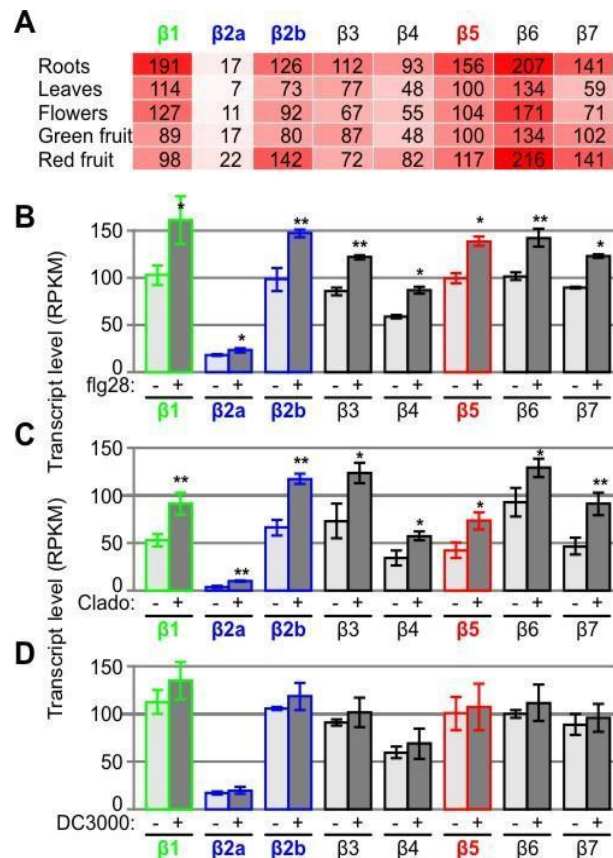 A
β1 β2a β2b β3 β4 β5 β6 β7
Roots 191 17 126 112 93 156 207 141
Leaves 114 7 73 77 48 100 134 59
Flowers 127 11 92 67 55 104 171 71
Green fruit 89 17 80 87 48 100 134 102
Red fruit 98 22 142 72 82 117 216 141
B
Transcript level (RPKM)
150
100
50
0
* * ** ** * * ** *
flg28: - + - + - + - + - + - + - + - +
β1 β2a β2b β3 β4 β5 β6 β7
C
Transcript level (RPKM)
150
100
50
0
** ** ** * * * * **
Clado: - + - + - + - + - + - + - + - +
β1 β2a β2b β3 β4 β5 β6 β7
D
150
100
50
0
DC3000: - + - + - + - + - + - + - + - +
β1 β2a β2b β3 β4 β5 β6 β7